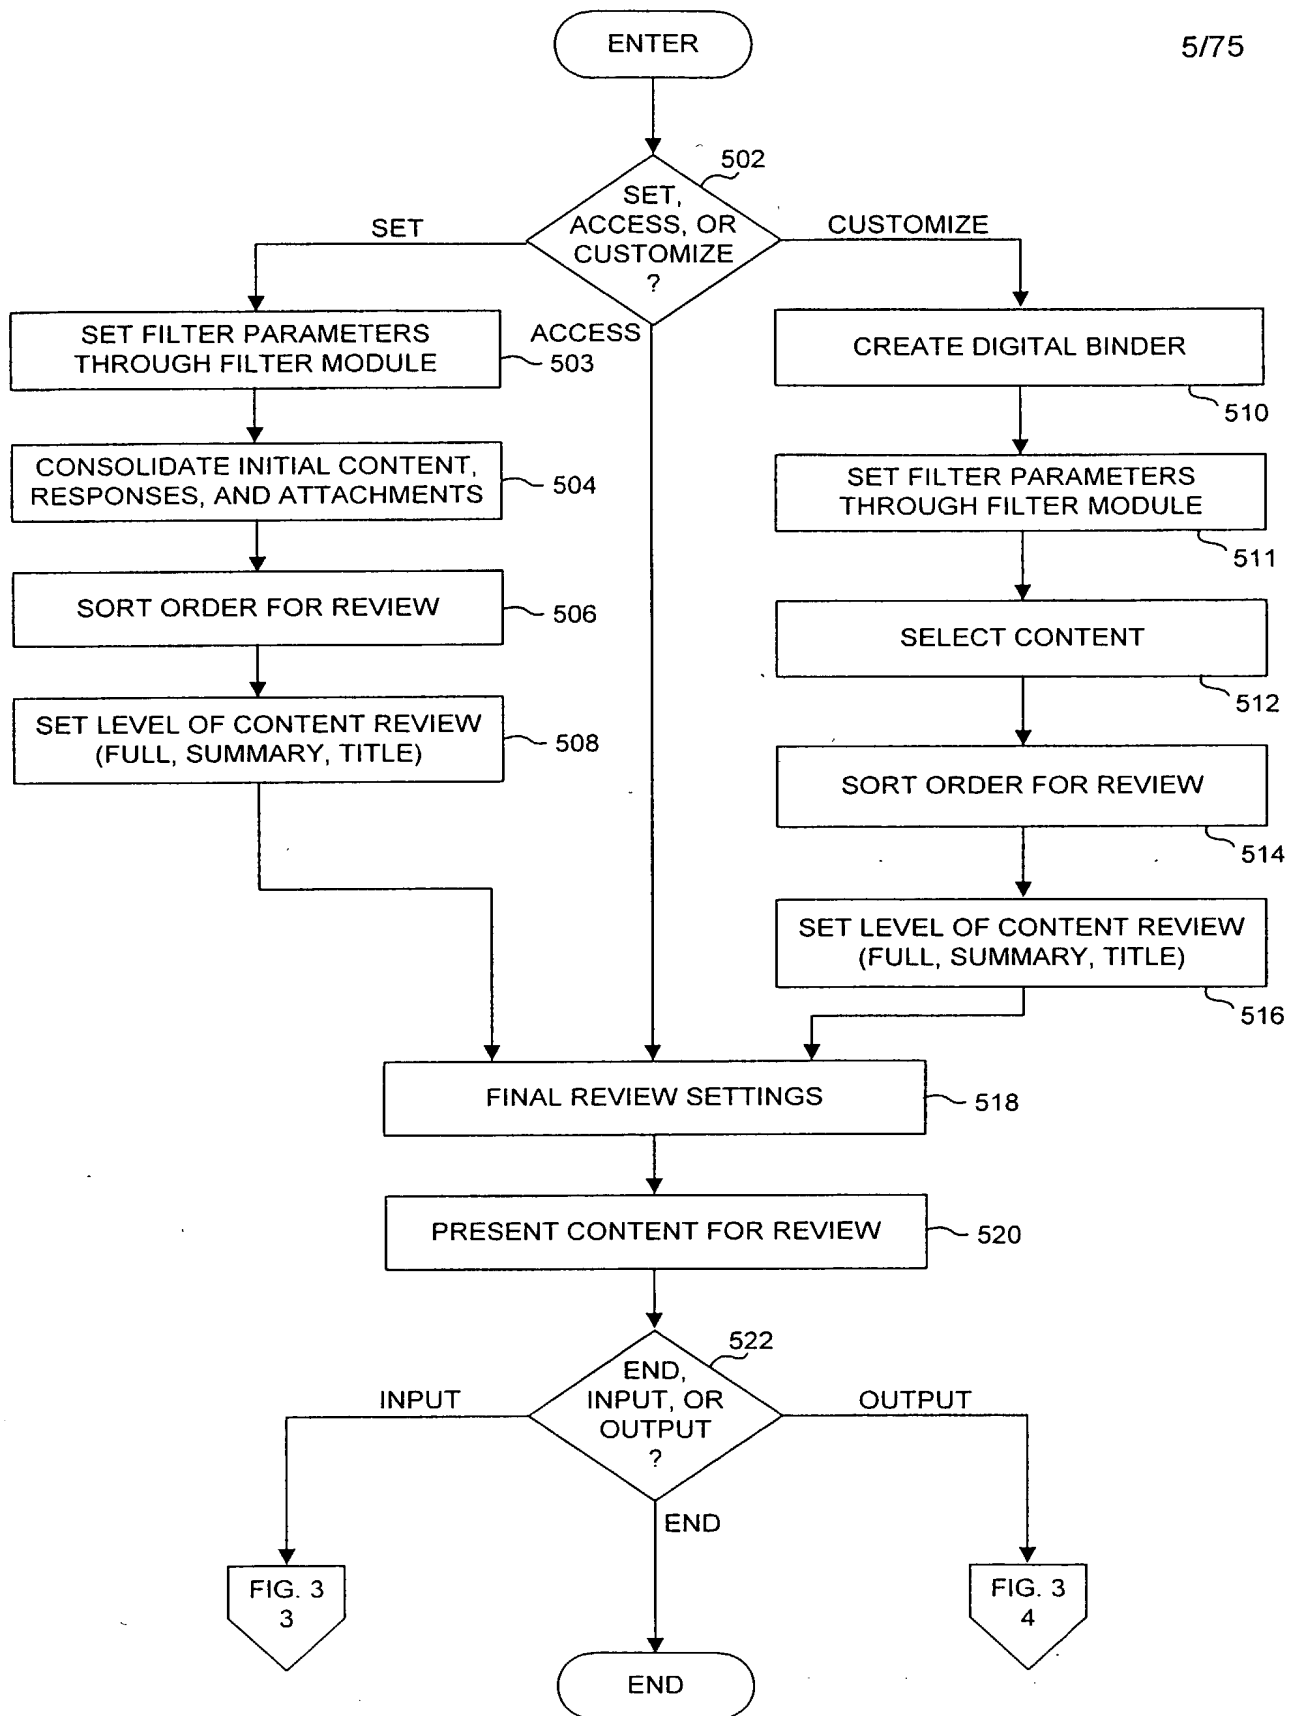 5/75
ENTER
502
SET,
ACCESS, OR
CUSTOMIZE
?
SET
CUSTOMIZE
ACCESS
SET FILTER PARAMETERS
THROUGH FILTER MODULE
503
CONSOLIDATE INITIAL CONTENT,
RESPONSES, AND ATTACHMENTS
504
SORT ORDER FOR REVIEW
506
SET LEVEL OF CONTENT REVIEW
(FULL, SUMMARY, TITLE)
508
CREATE DIGITAL BINDER
510
SET FILTER PARAMETERS
THROUGH FILTER MODULE
511
SELECT CONTENT
512
SORT ORDER FOR REVIEW
514
SET LEVEL OF CONTENT REVIEW
(FULL, SUMMARY, TITLE)
516
FINAL REVIEW SETTINGS
518
PRESENT CONTENT FOR REVIEW
520
522
END,
INPUT, OR
OUTPUT
?
INPUT
OUTPUT
END
FIG. 3
3
FIG. 3
4
END